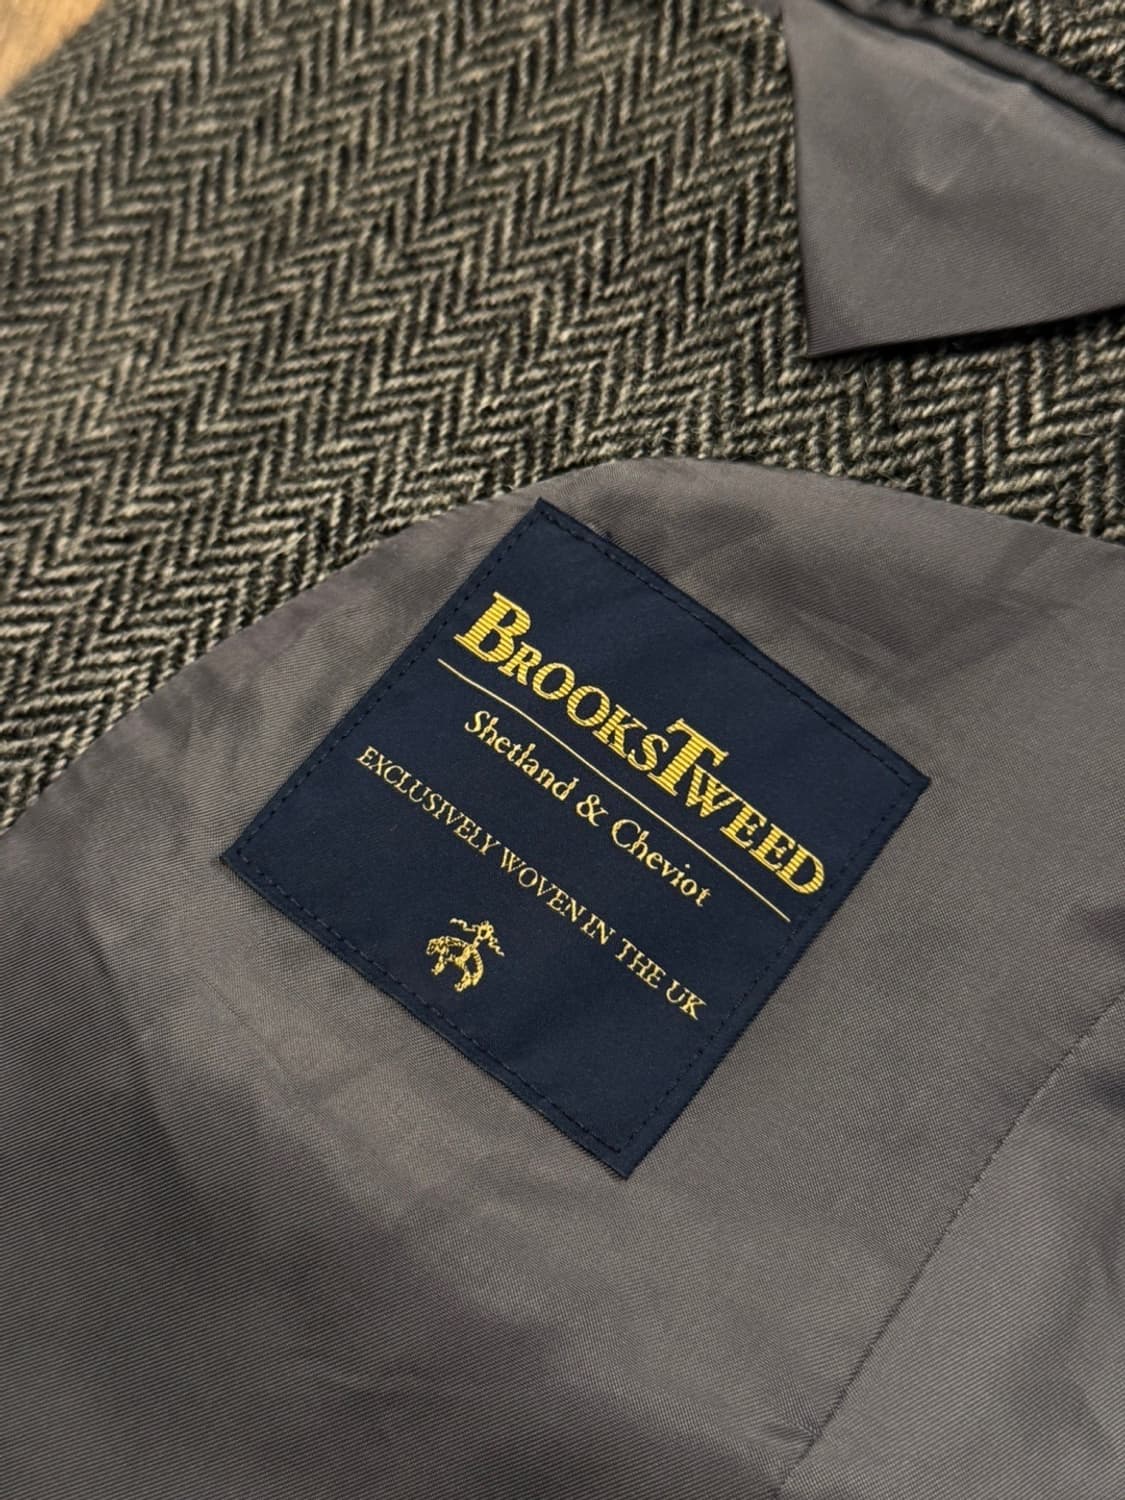 BROOKSTWEED
Shetland & Cheviot
EXCLUSIVELY WOVEN IN THE UK